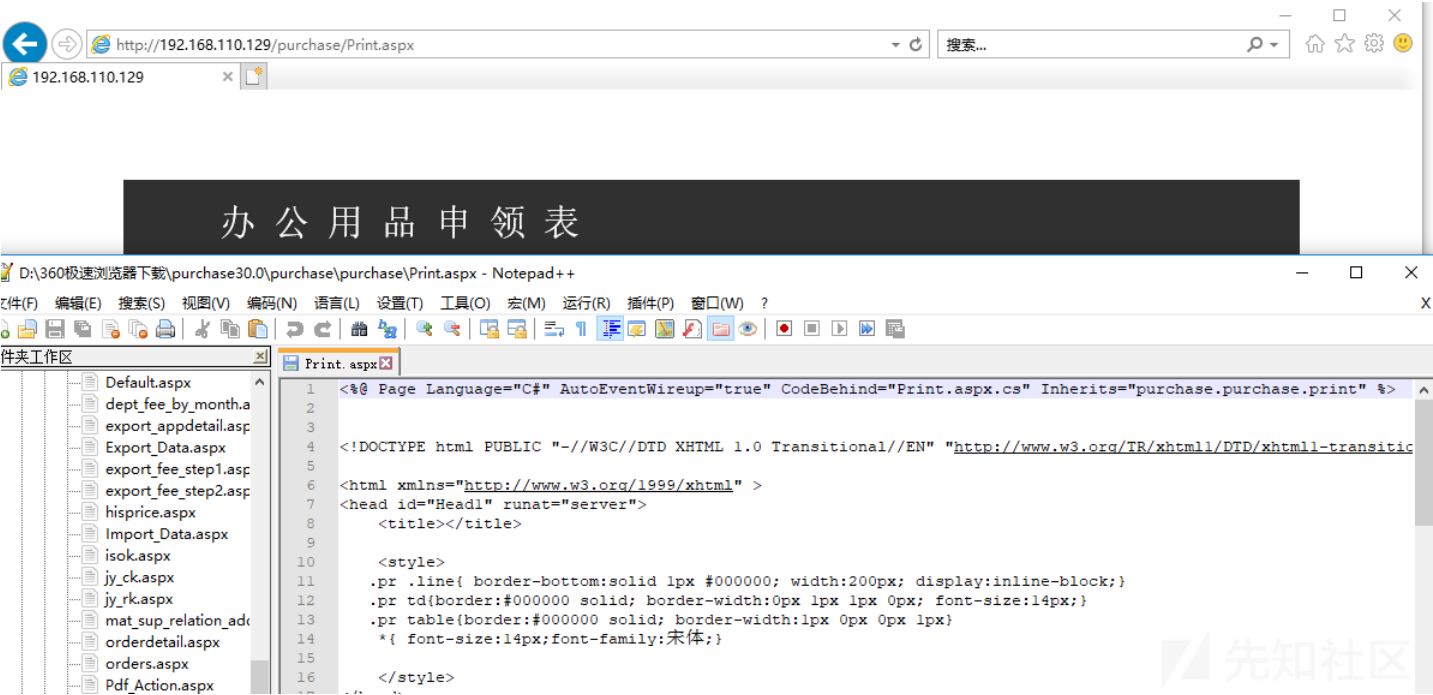 http://192.168.110.129/purchase/Print.aspx
搜索...
192.168.110.129
办公用品申领表
D:\360极速浏览器下载\purchase30.0\purchase\purchase\Print.aspx - Notepad++
文件(F) 编辑(E) 搜索(S) 视图(V) 编码(N) 语言(L) 设置(T) 工具(O) 宏(M) 运行(R) 插件(P) 窗口(W) ? X
件夹工作区
Print.aspx
Default.aspx
dept_fee_by_month.a
export_appdetail.asp
Export_Data.aspx
export_fee_step1.asp
export_fee_step2.asp
hisprice.aspx
Import_Data.aspx
isok.aspx
jy_ck.aspx
jy_rk.aspx
mat_sup_relation_add
orderdetail.aspx
orders.aspx
Pdf_Action.aspx
1 <%@ Page Language="C#" AutoEventWireup="true" CodeBehind="Print.aspx.cs" Inherits="purchase.purchase.print" %>
2
3
4 <!DOCTYPE html PUBLIC "-//W3C//DTD XHTML 1.0 Transitional//EN" "http://www.w3.org/TR/xhtml1/DTD/xhtml1-transitic
5
6 <html xmlns="http://www.w3.org/1999/xhtml" >
7 <head id="Head1" runat="server">
8 <title></title>
9
10 <style>
11 .pr .line{ border-bottom:solid 1px #000000; width:200px; display:inline-block;}
12 .pr td{border:#000000 solid; border-width:0px 1px 1px 0px; font-size:14px;}
13 .pr table{border:#000000 solid; border-width:1px 0px 0px 1px}
14 *{ font-size:14px;font-family:宋体;}
15
16 </style>
先知社区